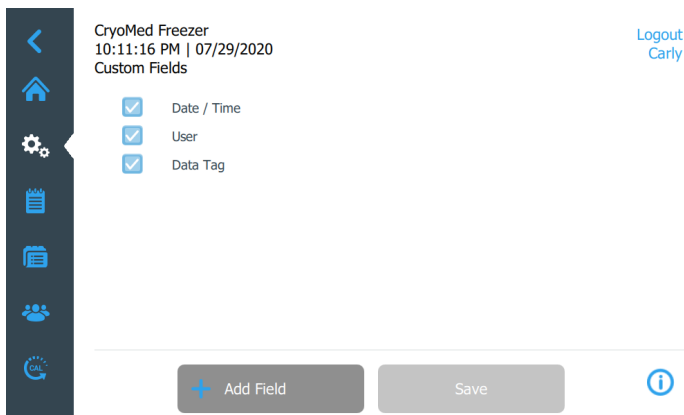 CryoMed Freezer
10:11:16 PM | 07/29/2020
Custom Fields
Logout
Carly
Date / Time
User
Data Tag
CAL
Add Field
Save